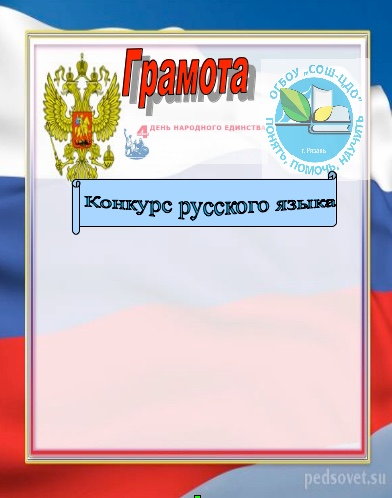 Грамота
4 ДЕНЬ НАРОДНОГО ЕДИНСТВА
ОГБОУ „СОШ-ЦДО"
ПОНЯТЬ, ПОМОЧЬ, НАУЧИТЬ
г. Рязань
Конкурс русского языка
pedsovet.su